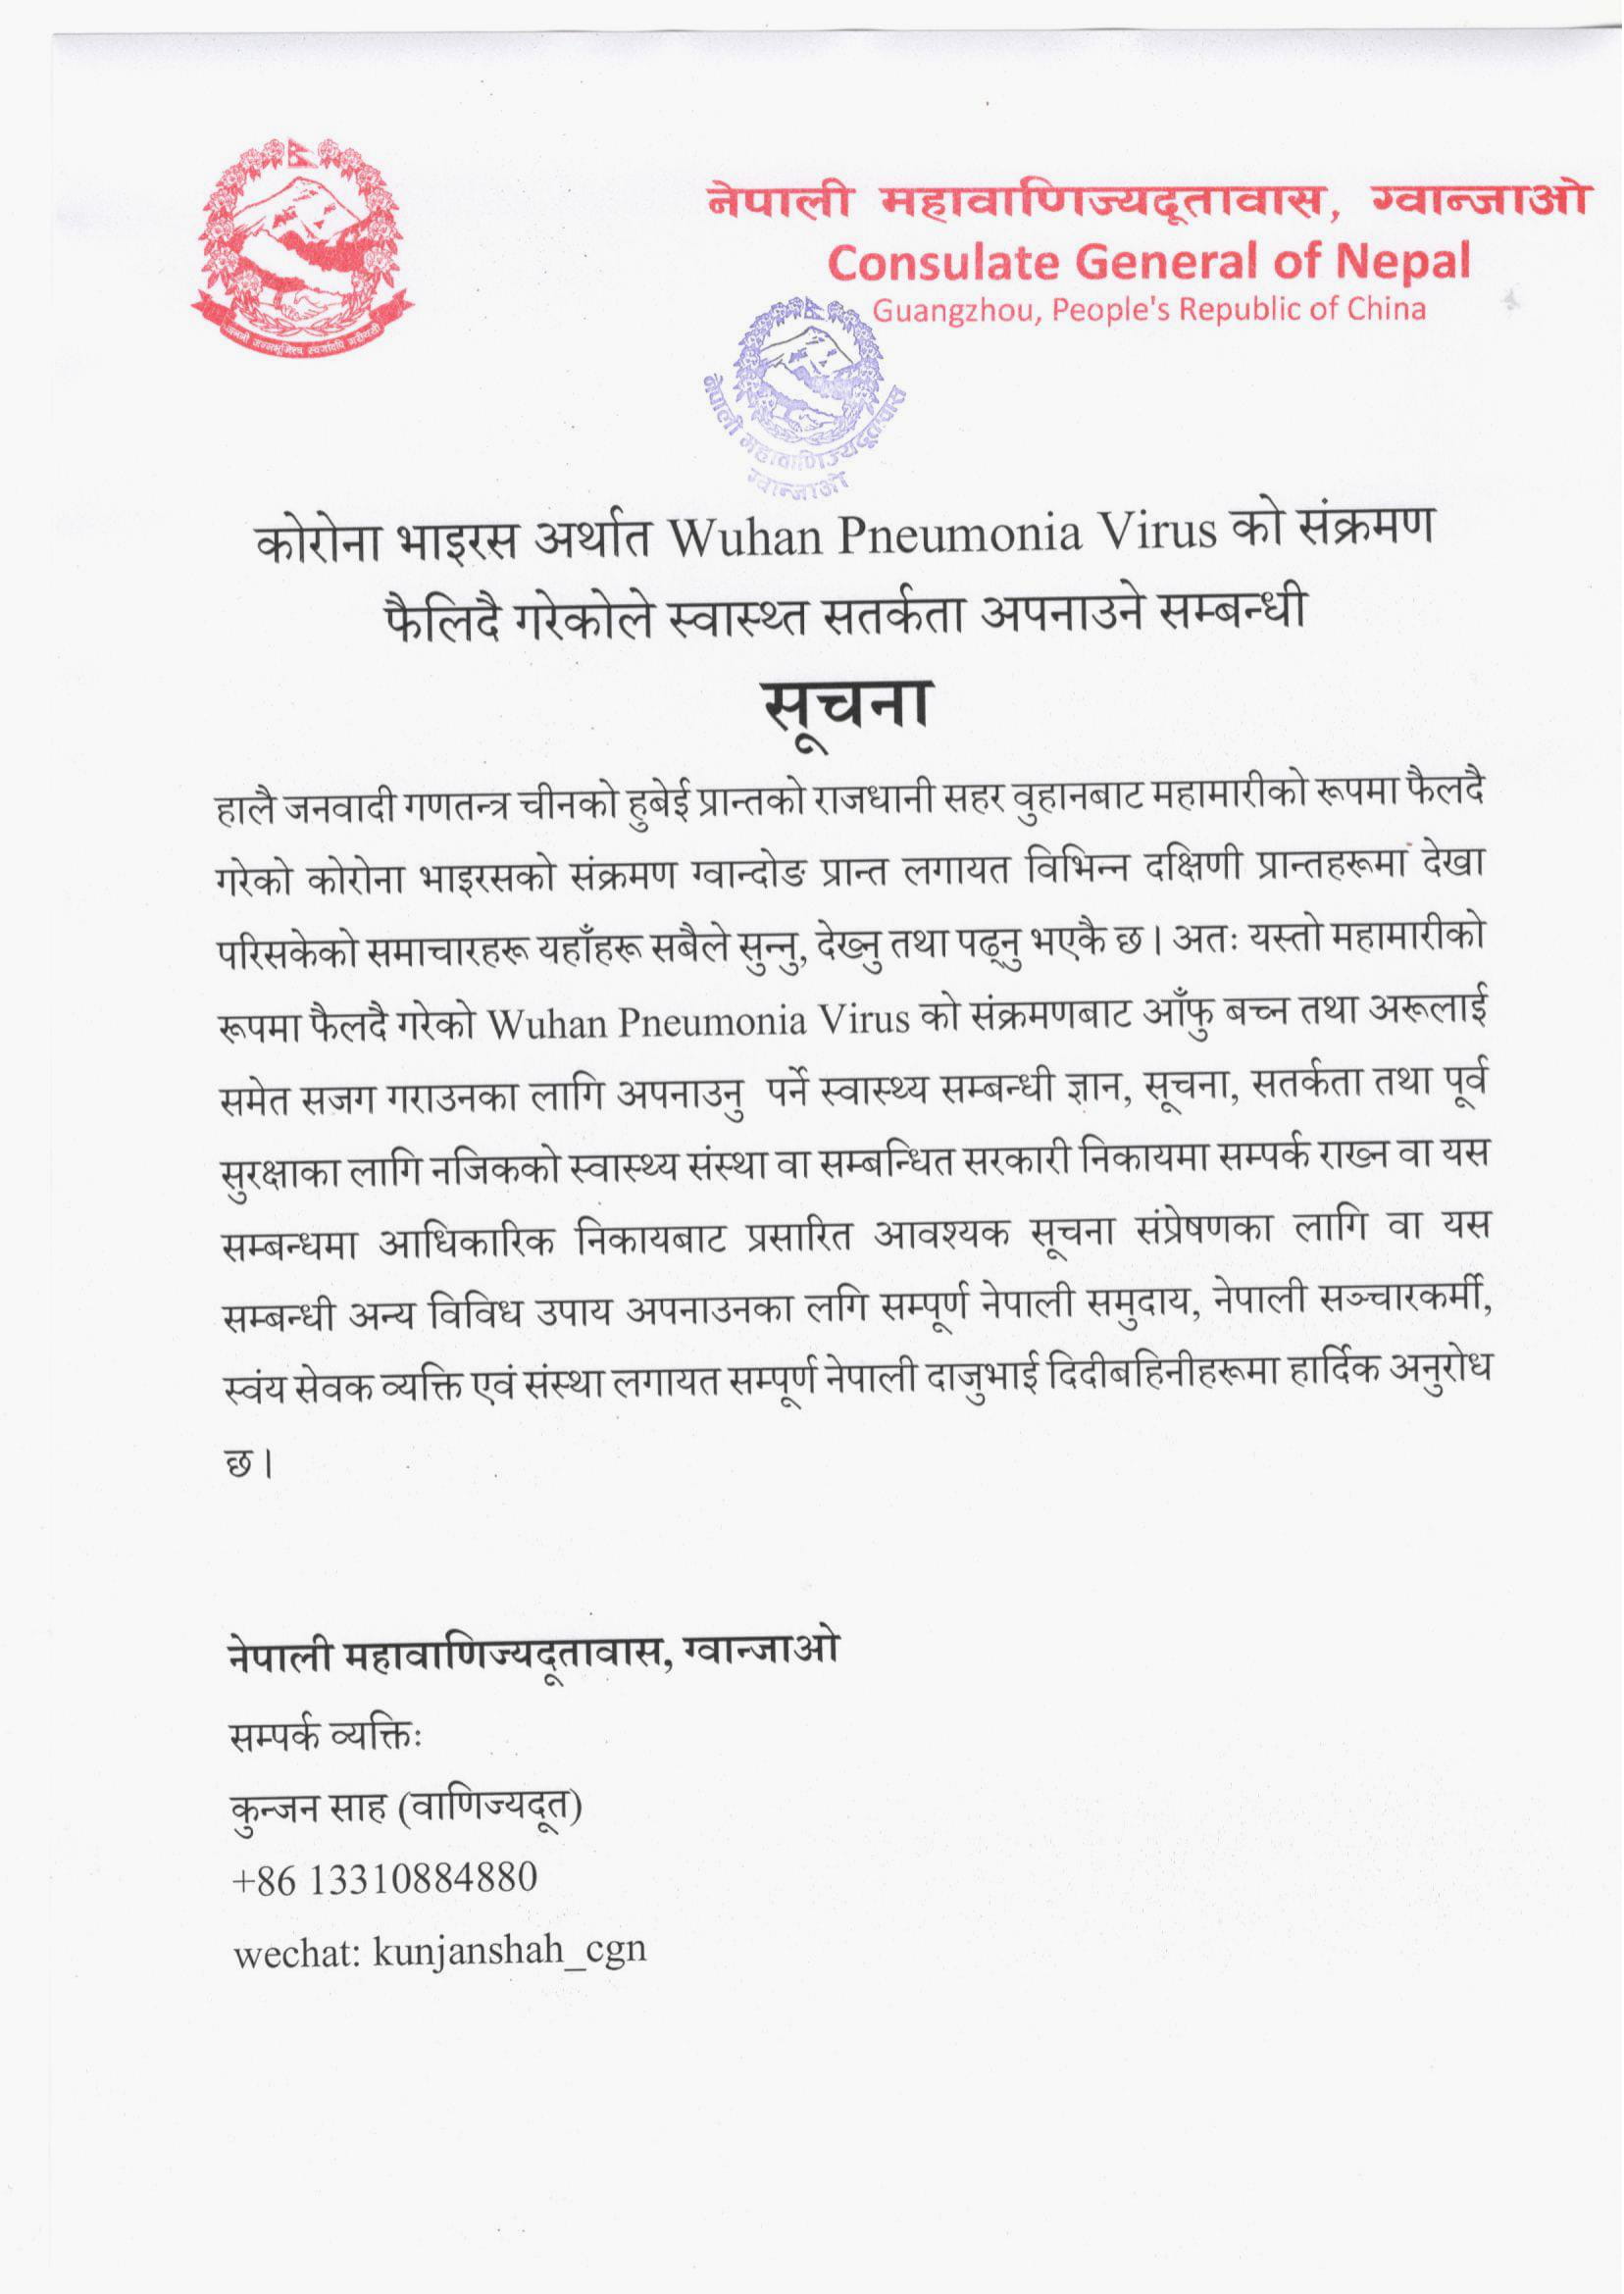 नेपाली महावाणिज्यदूतावास, ग्वान्जाओ
Consulate General of Nepal
Guangzhou, People's Republic of China
जननी जन्मभूमिश्च स्वर्गादपि गरीयसी
नेपाली महावाणिज्यदूतावास
ग्वान्जाओ
कोरोना भाइरस अर्थात Wuhan Pneumonia Virus को संक्रमण
फैलिदै गरेकोले स्वास्थ्त सतर्कता अपनाउने सम्बन्धी
सूचना
हालै जनवादी गणतन्त्र चीनको हुबेई प्रान्तको राजधानी सहर वुहानबाट महामारीको रूपमा फैलदै
गरेको कोरोना भाइरसको संक्रमण ग्वान्दोङ प्रान्त लगायत विभिन्न दक्षिणी प्रान्तहरूमा देखा
परिसकेको समाचारहरू यहाँहरू सबैले सुन्नु, देख्नु तथा पढ्नु भएकै छ। अतः यस्तो महामारीको
रूपमा फैलदै गरेको Wuhan Pneumonia Virus को संक्रमणबाट आँफु बच्न तथा अरूलाई
समेत सजग गराउनका लागि अपनाउनु पर्ने स्वास्थ्य सम्बन्धी ज्ञान, सूचना, सतर्कता तथा पूर्व
सुरक्षाका लागि नजिकको स्वास्थ्य संस्था वा सम्बन्धित सरकारी निकायमा सम्पर्क राख्न वा यस
सम्बन्धमा आधिकारिक निकायबाट प्रसारित आवश्यक सूचना संप्रेषणका लागि वा यस
सम्बन्धी अन्य विविध उपाय अपनाउनका लगि सम्पूर्ण नेपाली समुदाय, नेपाली सञ्चारकर्मी,
स्वंय सेवक व्यक्ति एवं संस्था लगायत सम्पूर्ण नेपाली दाजुभाई दिदीबहिनीहरूमा हार्दिक अनुरोध
छ।
नेपाली महावाणिज्यदूतावास, ग्वान्जाओ
सम्पर्क व्यक्तिः
कुन्जन साह (वाणिज्यदूत)
+86 13310884880
wechat: kunjanshah_cgn